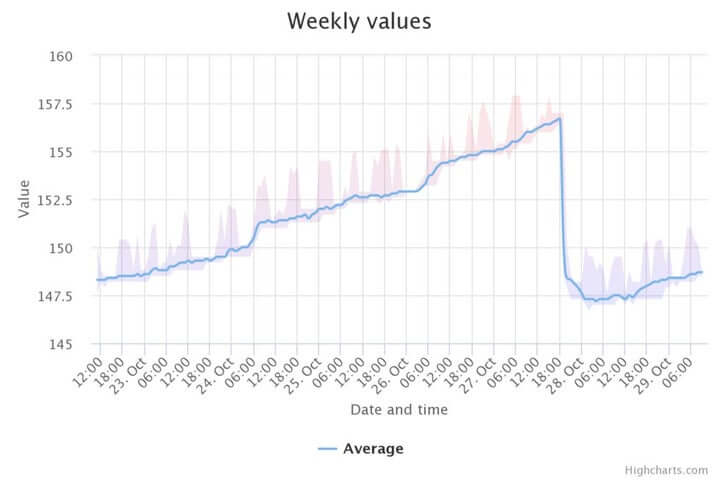 Weekly values
160
157.5
155
152.5
150
147.5
145
Value
12:00
18:00
23. Oct
06:00
12:00
18:00
24. Oct
06:00
12:00
18:00
25. Oct
06:00
12:00
18:00
26. Oct
06:00
12:00
18:00
27. Oct
06:00
12:00
18:00
28. Oct
06:00
12:00
18:00
29. Oct
06:00
Date and time
Average
Highcharts.com